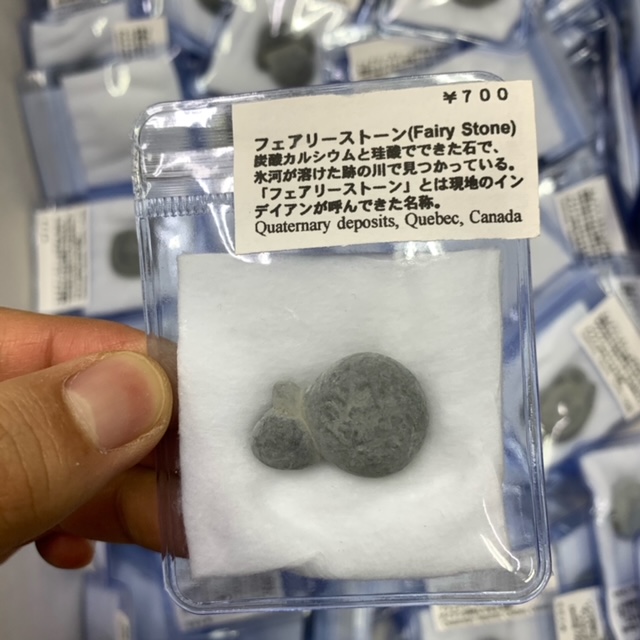 ￥７００
フェアリーストーン(Fairy Stone)
炭酸カルシウムと珪酸でできた石で、
氷河が溶けた跡の川で見つかっている。
「フェアリーストーン」とは現地のイン
デイアンが呼んできた名称。
Quaternary deposits, Quebec, Canada